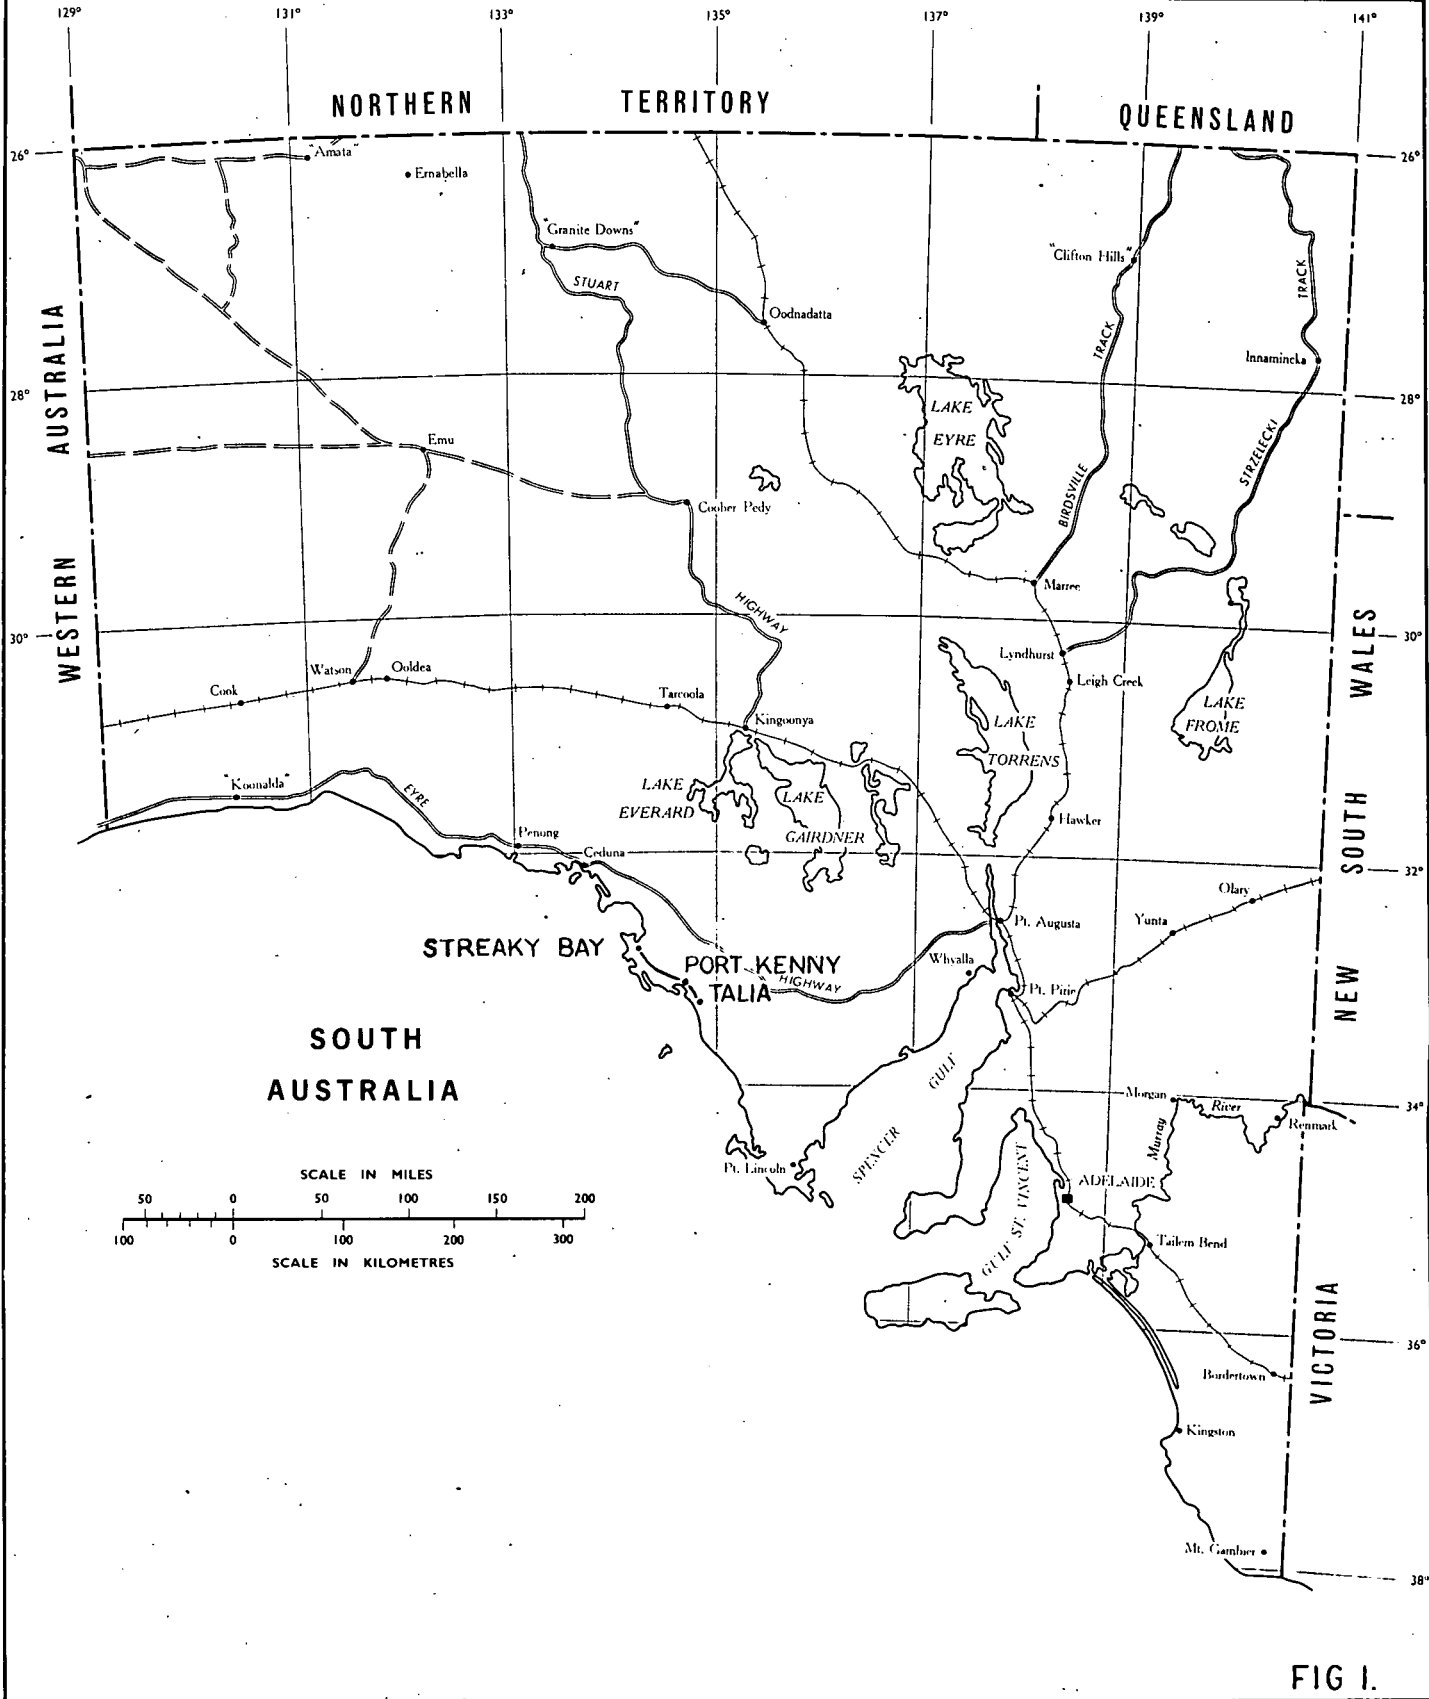 129°
131°
133°
135°
137°
139°
141°
NORTHERN TERRITORY
QUEENSLAND
26°
"Amata"
Ernabella
26°
"Granite Downs"
"Clifton Hills"
STUART
TRACK
Oodnadatta
TRACK
Innamincka
28°
LAKE
EYRE
28°
WESTERN AUSTRALIA
Emu
STRZELECKI
BIRDSVILLE
Coober Pedy
Marree
HIGHWAY
30°
30°
Lyndhurst
Watson
Ooldea
Leigh Creek
Cook
Tarcoola
LAKE
FROME
Kingoonya
LAKE
TORRENS
"Koonalda"
EYRE
LAKE
EVERARD
LAKE
GAIRDNER
Hawker
Penong
Ceduna
32°
NEW SOUTH WALES
Olary
Yunta
Pt. Augusta
STREAKY BAY
Whyalla
PORT KENNY
HIGHWAY
TALIA
Pt. Pirie
SOUTH
AUSTRALIA
SPENCER GULF
Morgan
River
Murray
34°
Renmark
Pt. Lincoln
ADELAIDE
GULF ST. VINCENT
SCALE IN MILES
50 0 50 100 150 200
100 0 100 200 300
SCALE IN KILOMETRES
Tailem Bend
VICTORIA
36°
Bordertown
Kingston
Mt. Gambier
38°
FIG 1.